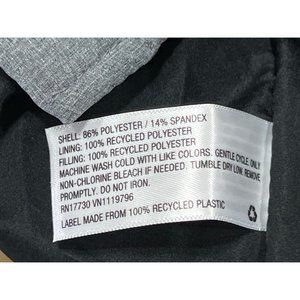 SHELL: 86% POLYESTER / 14% SPANDEX
LINING: 100% RECYCLED POLYESTER
FILLING: 100% RECYCLED POLYESTER
MACHINE WASH COLD WITH LIKE COLORS. GENTLE CYCLE ONLY
NON-CHLORINE BLEACH IF NEEDED. TUMBLE DRY LOW. REMOVE
PROMPTLY. DO NOT IRON.
RN17730 VN1119796
LABEL MADE FROM 100% RECYCLED PLASTIC